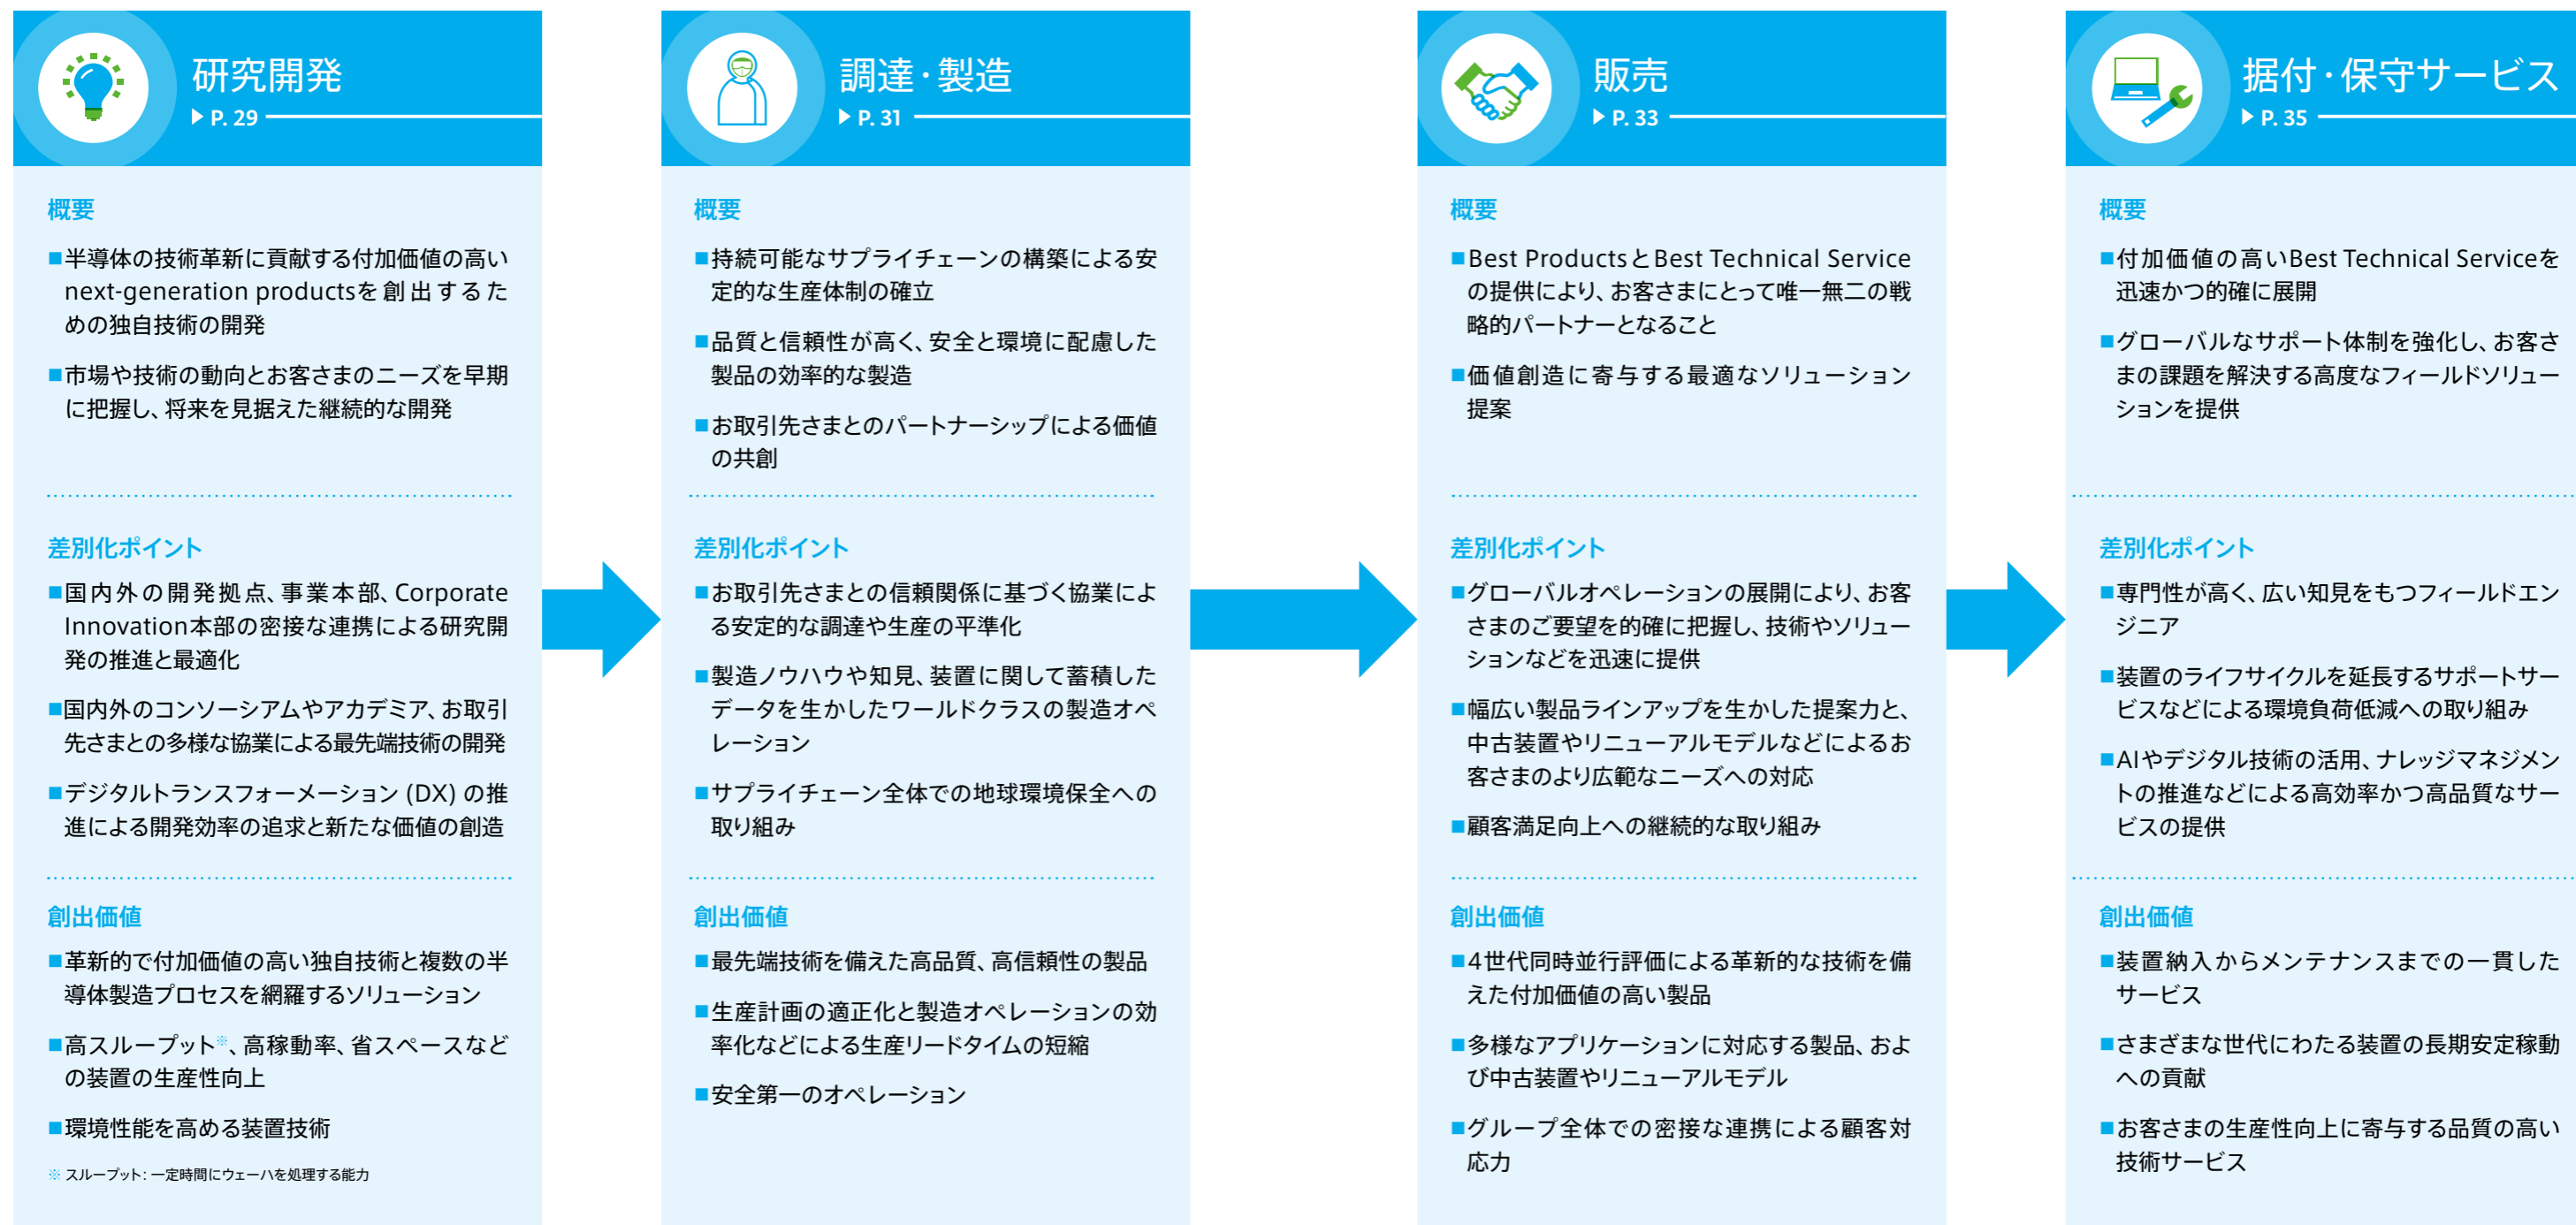 研究開発
▶ P. 29
概要
■半導体の技術革新に貢献する付加価値の高い
next-generation productsを創出するた
めの独自技術の開発
■市場や技術の動向とお客さまのニーズを早期
に把握し、将来を見据えた継続的な開発
差別化ポイント
■国内外の開発拠点、事業本部、Corporate
Innovation本部の密接な連携による研究開
発の推進と最適化
■国内外のコンソーシアムやアカデミア、お取引
先さまとの多様な協業による最先端技術の開発
■デジタルトランスフォーメーション (DX) の推
進による開発効率の追求と新たな価値の創造
創出価値
■革新的で付加価値の高い独自技術と複数の半
導体製造プロセスを網羅するソリューション
■高スループット※、高稼動率、省スペースなど
の装置の生産性向上
■環境性能を高める装置技術
※ スループット: 一定時間にウェーハを処理する能力
調達・製造
▶ P. 31
概要
■持続可能なサプライチェーンの構築による安
定的な生産体制の確立
■品質と信頼性が高く、安全と環境に配慮した
製品の効率的な製造
■お取引先さまとのパートナーシップによる価値
の共創
差別化ポイント
■お取引先さまとの信頼関係に基づく協業によ
る安定的な調達や生産の平準化
■製造ノウハウや知見、装置に関して蓄積した
データを生かしたワールドクラスの製造オペ
レーション
■サプライチェーン全体での地球環境保全への
取り組み
創出価値
■最先端技術を備えた高品質、高信頼性の製品
■生産計画の適正化と製造オペレーションの効
率化などによる生産リードタイムの短縮
■安全第一のオペレーション
販売
▶ P. 33
概要
■Best ProductsとBest Technical Service
の提供により、お客さまにとって唯一無二の戦
略的パートナーとなること
■価値創造に寄与する最適なソリューション
提案
差別化ポイント
■グローバルオペレーションの展開により、お客
さまのご要望を的確に把握し、技術やソリュー
ションなどを迅速に提供
■幅広い製品ラインアップを生かした提案力と、
中古装置やリニューアルモデルなどによるお
客さまのより広範なニーズへの対応
■顧客満足向上への継続的な取り組み
創出価値
■4世代同時並行評価による革新的な技術を備
えた付加価値の高い製品
■多様なアプリケーションに対応する製品、およ
び中古装置やリニューアルモデル
■グループ全体での密接な連携による顧客対
応力
据付・保守サービス
▶ P. 35
概要
■付加価値の高いBest Technical Serviceを
迅速かつ的確に展開
■グローバルなサポート体制を強化し、お客さ
まの課題を解決する高度なフィールドソリュー
ションを提供
差別化ポイント
■専門性が高く、広い知見をもつフィールドエン
ジニア
■装置のライフサイクルを延長するサポートサー
ビスなどによる環境負荷低減への取り組み
■AIやデジタル技術の活用、ナレッジマネジメン
トの推進などによる高効率かつ高品質なサー
ビスの提供
創出価値
■装置納入からメンテナンスまでの一貫した
サービス
■さまざまな世代にわたる装置の長期安定稼動
への貢献
■お客さまの生産性向上に寄与する品質の高い
技術サービス